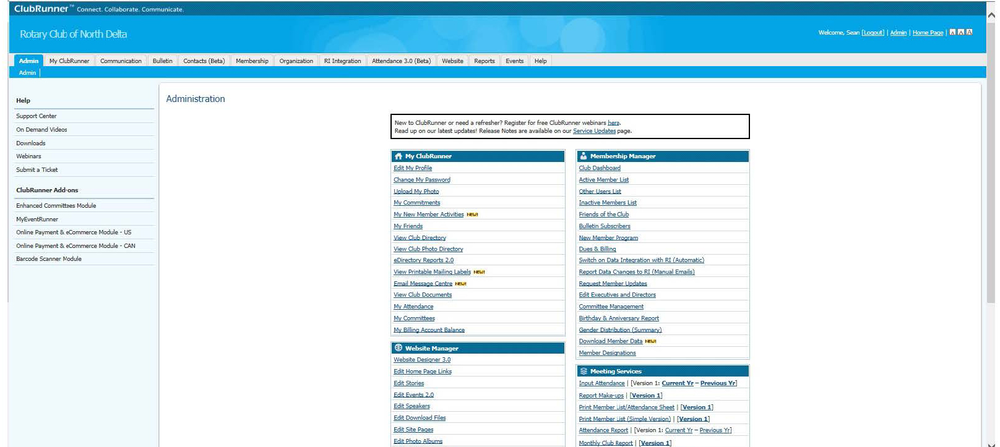 ClubRunner™ Connect. Collaborate. Communicate.
Rotary Club of North Delta
Welcome, Sean [Logout] | Admin | Home Page | A A A
Admin My ClubRunner Communication Bulletin Contacts (Beta) Membership Organization RI Integration Attendance 3.0 (Beta) Website Reports Events Help
Admin
Help
Support Center
On Demand Videos
Downloads
Webinars
Submit a Ticket
ClubRunner Add-ons
Enhanced Committees Module
MyEventRunner
Online Payment & eCommerce Module - US
Online Payment & eCommerce Module - CAN
Barcode Scanner Module
Administration
New to ClubRunner or need a refresher? Register for free ClubRunner webinars here.
Read up on our latest updates! Release Notes are available on our Service Updates page.
My ClubRunner
Edit My Profile
Change My Password
Upload My Photo
My Commitments
My New Member Activities NEW!
My Friends
View Club Directory
View Club Photo Directory
eDirectory Reports 2.0
View Printable Mailing Labels NEW!
Email Message Centre NEW!
View Club Documents
My Attendance
My Committees
My Billing Account Balance
Website Manager
Website Designer 3.0
Edit Home Page Links
Edit Stories
Edit Events 2.0
Edit Speakers
Edit Download Files
Edit Site Pages
Edit Photo Albums
Membership Manager
Club Dashboard
Active Member List
Other Users List
Inactive Members List
Friends of the Club
Bulletin Subscribers
New Member Program
Dues & Billing
Switch on Data Integration with RI (Automatic)
Report Data Changes to RI (Manual Emails)
Request Member Updates
Edit Executives and Directors
Committee Management
Birthday & Anniversary Report
Gender Distribution (Summary)
Download Member Data NEW!
Member Designations
Meeting Services
Input Attendance | [Version 1: Current Yr – Previous Yr]
Report Make-ups | [Version 1]
Print Member List/Attendance Sheet | [Version 1]
Print Member List (Simple Version) | [Version 1]
Attendance Report | [Version 1: Current Yr – Previous Yr]
Monthly Club Report | [Version 1]